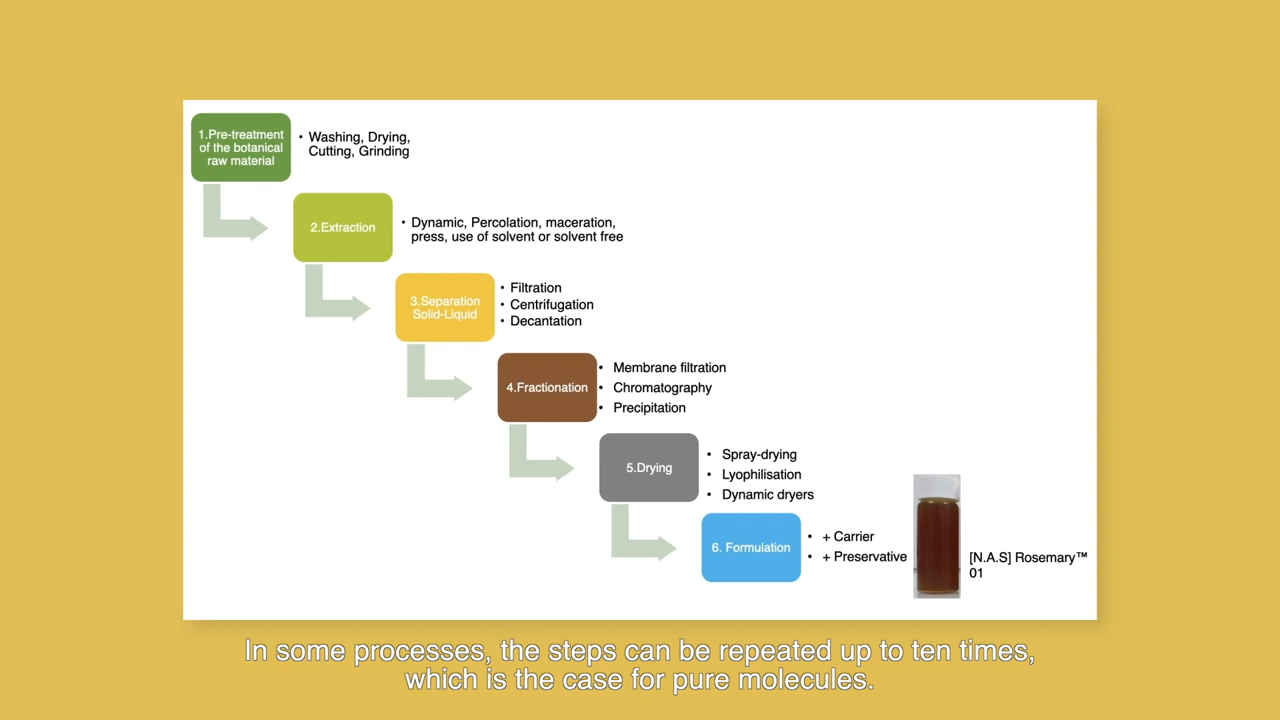 1.Pre-treatment
of the botanical
raw material
• Washing, Drying,
Cutting, Grinding
2.Extraction
• Dynamic, Percolation, maceration,
press, use of solvent or solvent free
3.Separation
Solid-Liquid
• Filtration
• Centrifugation
• Decantation
4.Fractionation
• Membrane filtration
• Chromatography
• Precipitation
5.Drying
• Spray-drying
• Lyophilisation
• Dynamic dryers
6. Formulation
• + Carrier
• + Preservative
[N.A.S] Rosemary™
01
In some processes, the steps can be repeated up to ten times,
which is the case for pure molecules.